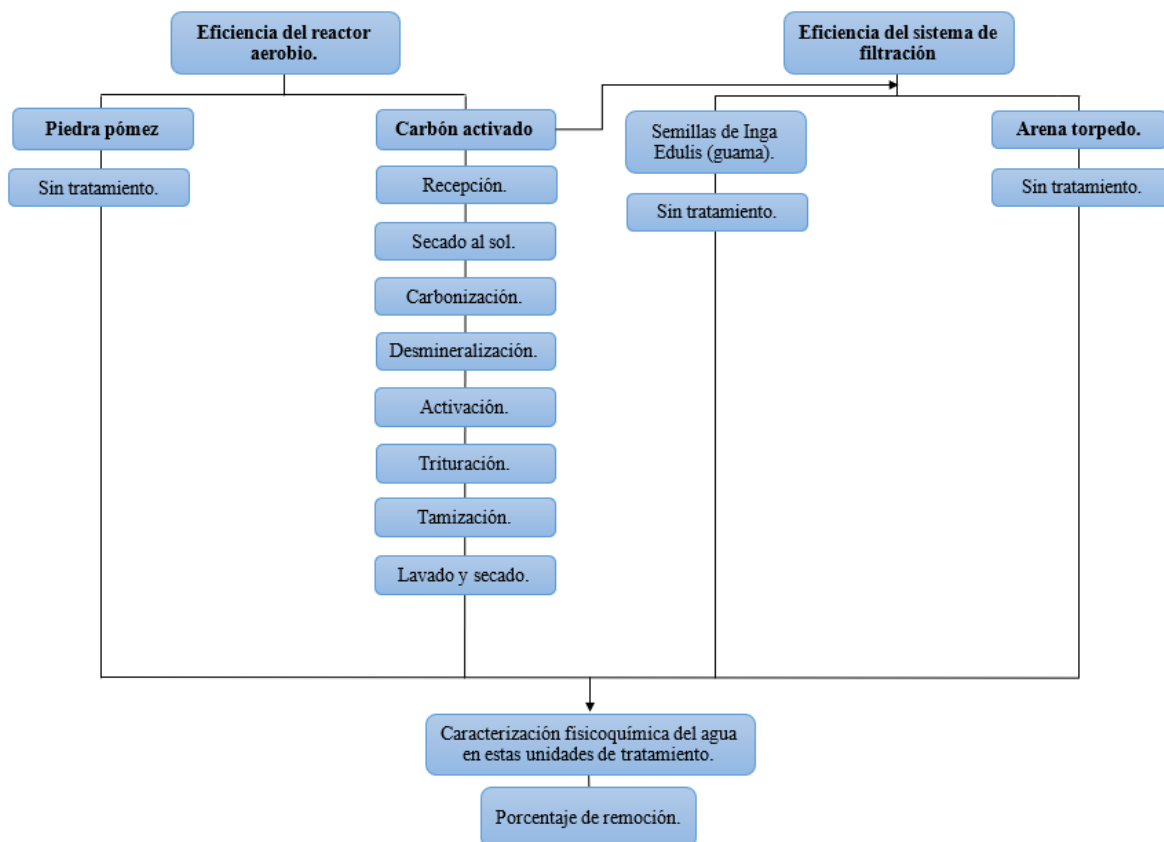 Eficiencia del reactor
aerobio.
Eficiencia del sistema de
filtración
Piedra pómez
Carbón activado
Semillas de Inga
Edulis (guama).
Arena torpedo.
Sin tratamiento.
Recepción.
Sin tratamiento.
Sin tratamiento.
Secado al sol.
Carbonización.
Desmineralización.
Activación.
Trituración.
Tamización.
Lavado y secado.
Caracterización fisicoquímica del agua
en estas unidades de tratamiento.
Porcentaje de remoción.